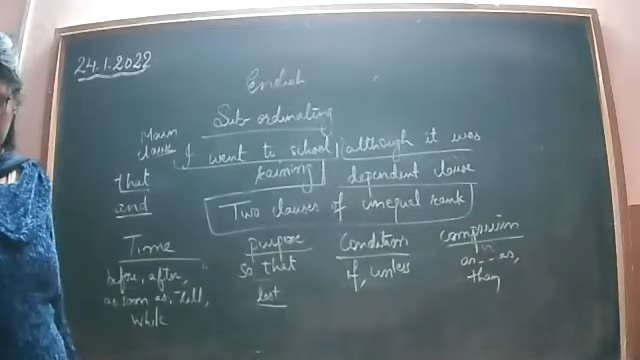 24.1.2022
English
Sub ordinating
Main clause I went to school although it was raining
that dependent clause
and
Two clauses of unequal rank
Time purpose Conditions comparison
before, after, so that if, unless as - - as,
as soon as, till, lest than
while